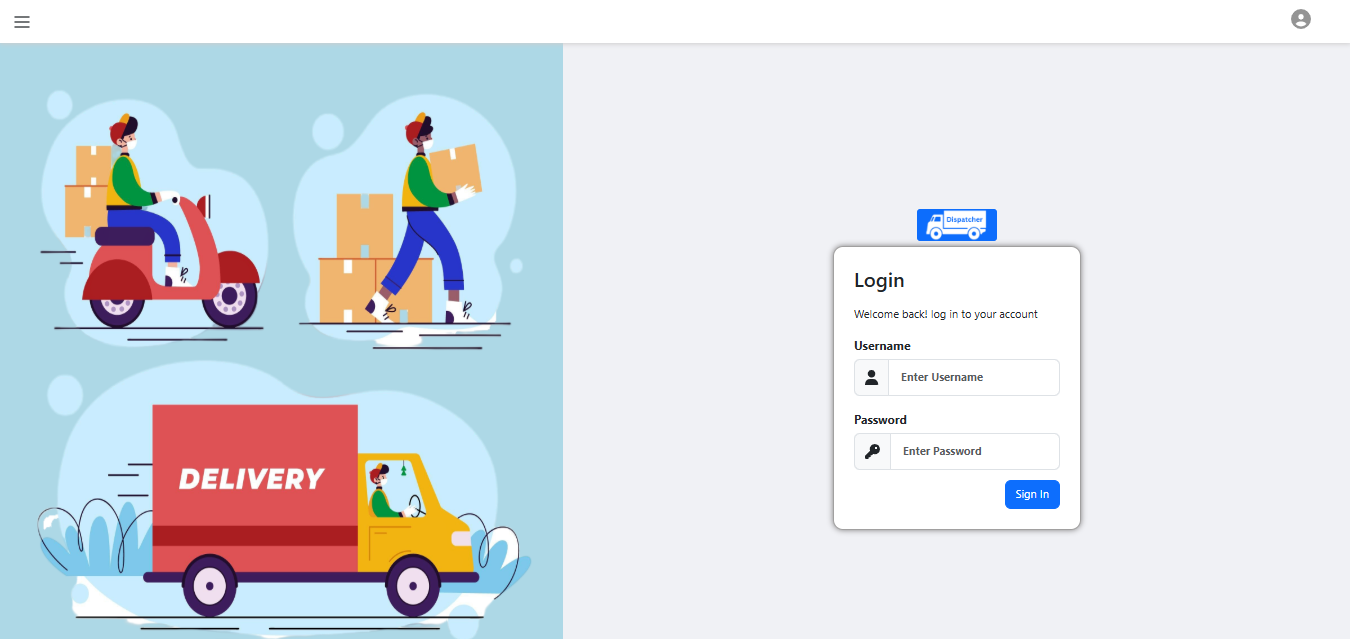 DELIVERY
Dispatcher
Login
Welcome back! log in to your account
Username
Enter Username
Password
Enter Password
Sign In